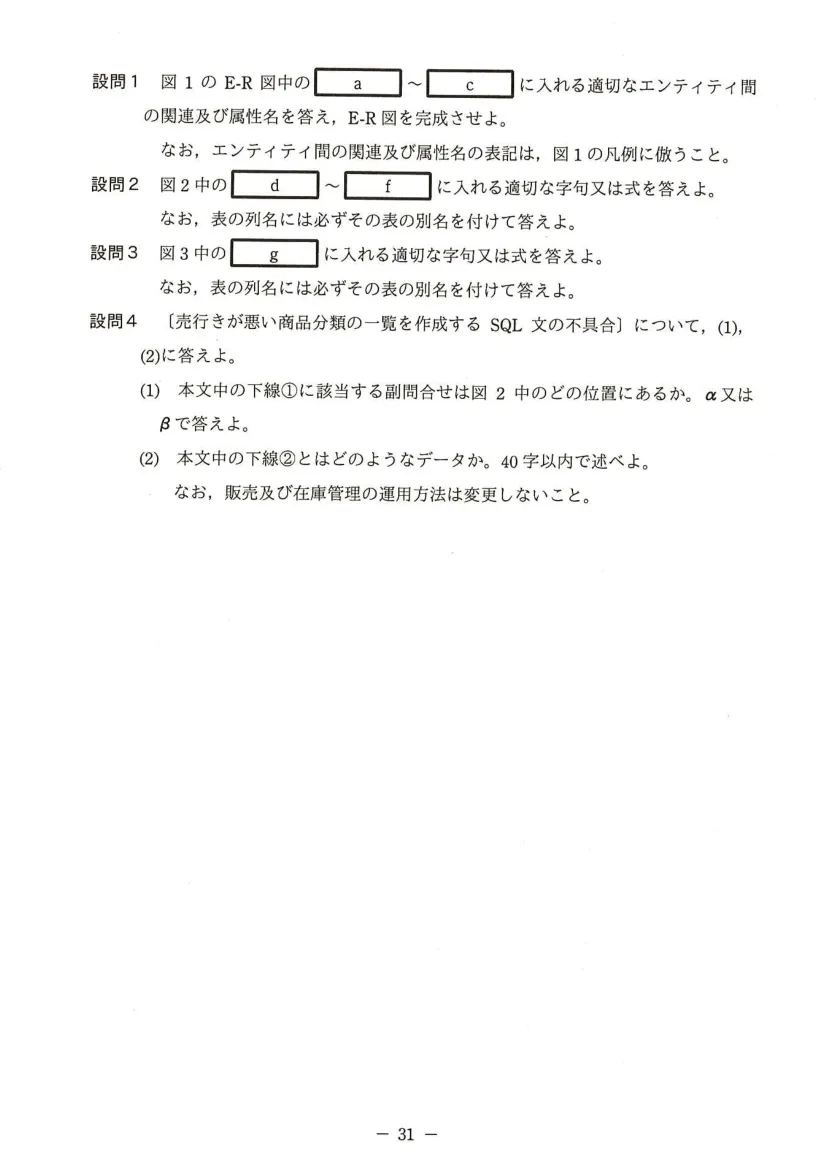 設問1 図 1 の E-R 図中の a ～ c に入れる適切なエンティティ間
の関連及び属性名を答え，E-R 図を完成させよ。
なお，エンティティ間の関連及び属性名の表記は，図 1 の凡例に倣うこと。
設問2 図 2 中の d ～ f に入れる適切な字句又は式を答えよ。
なお，表の列名には必ずその表の別名を付けて答えよ。
設問3 図 3 中の g に入れる適切な字句又は式を答えよ。
なお，表の列名には必ずその表の別名を付けて答えよ。
設問4 〔売行きが悪い商品分類の一覧を作成する SQL 文の不具合〕について，(1)，
(2)に答えよ。
(1) 本文中の下線①に該当する副問合せは図 2 中のどの位置にあるか。α又は
βで答えよ。
(2) 本文中の下線②とはどのようなデータか。40 字以内で述べよ。
なお，販売及び在庫管理の運用方法は変更しないこと。
－ 31 －